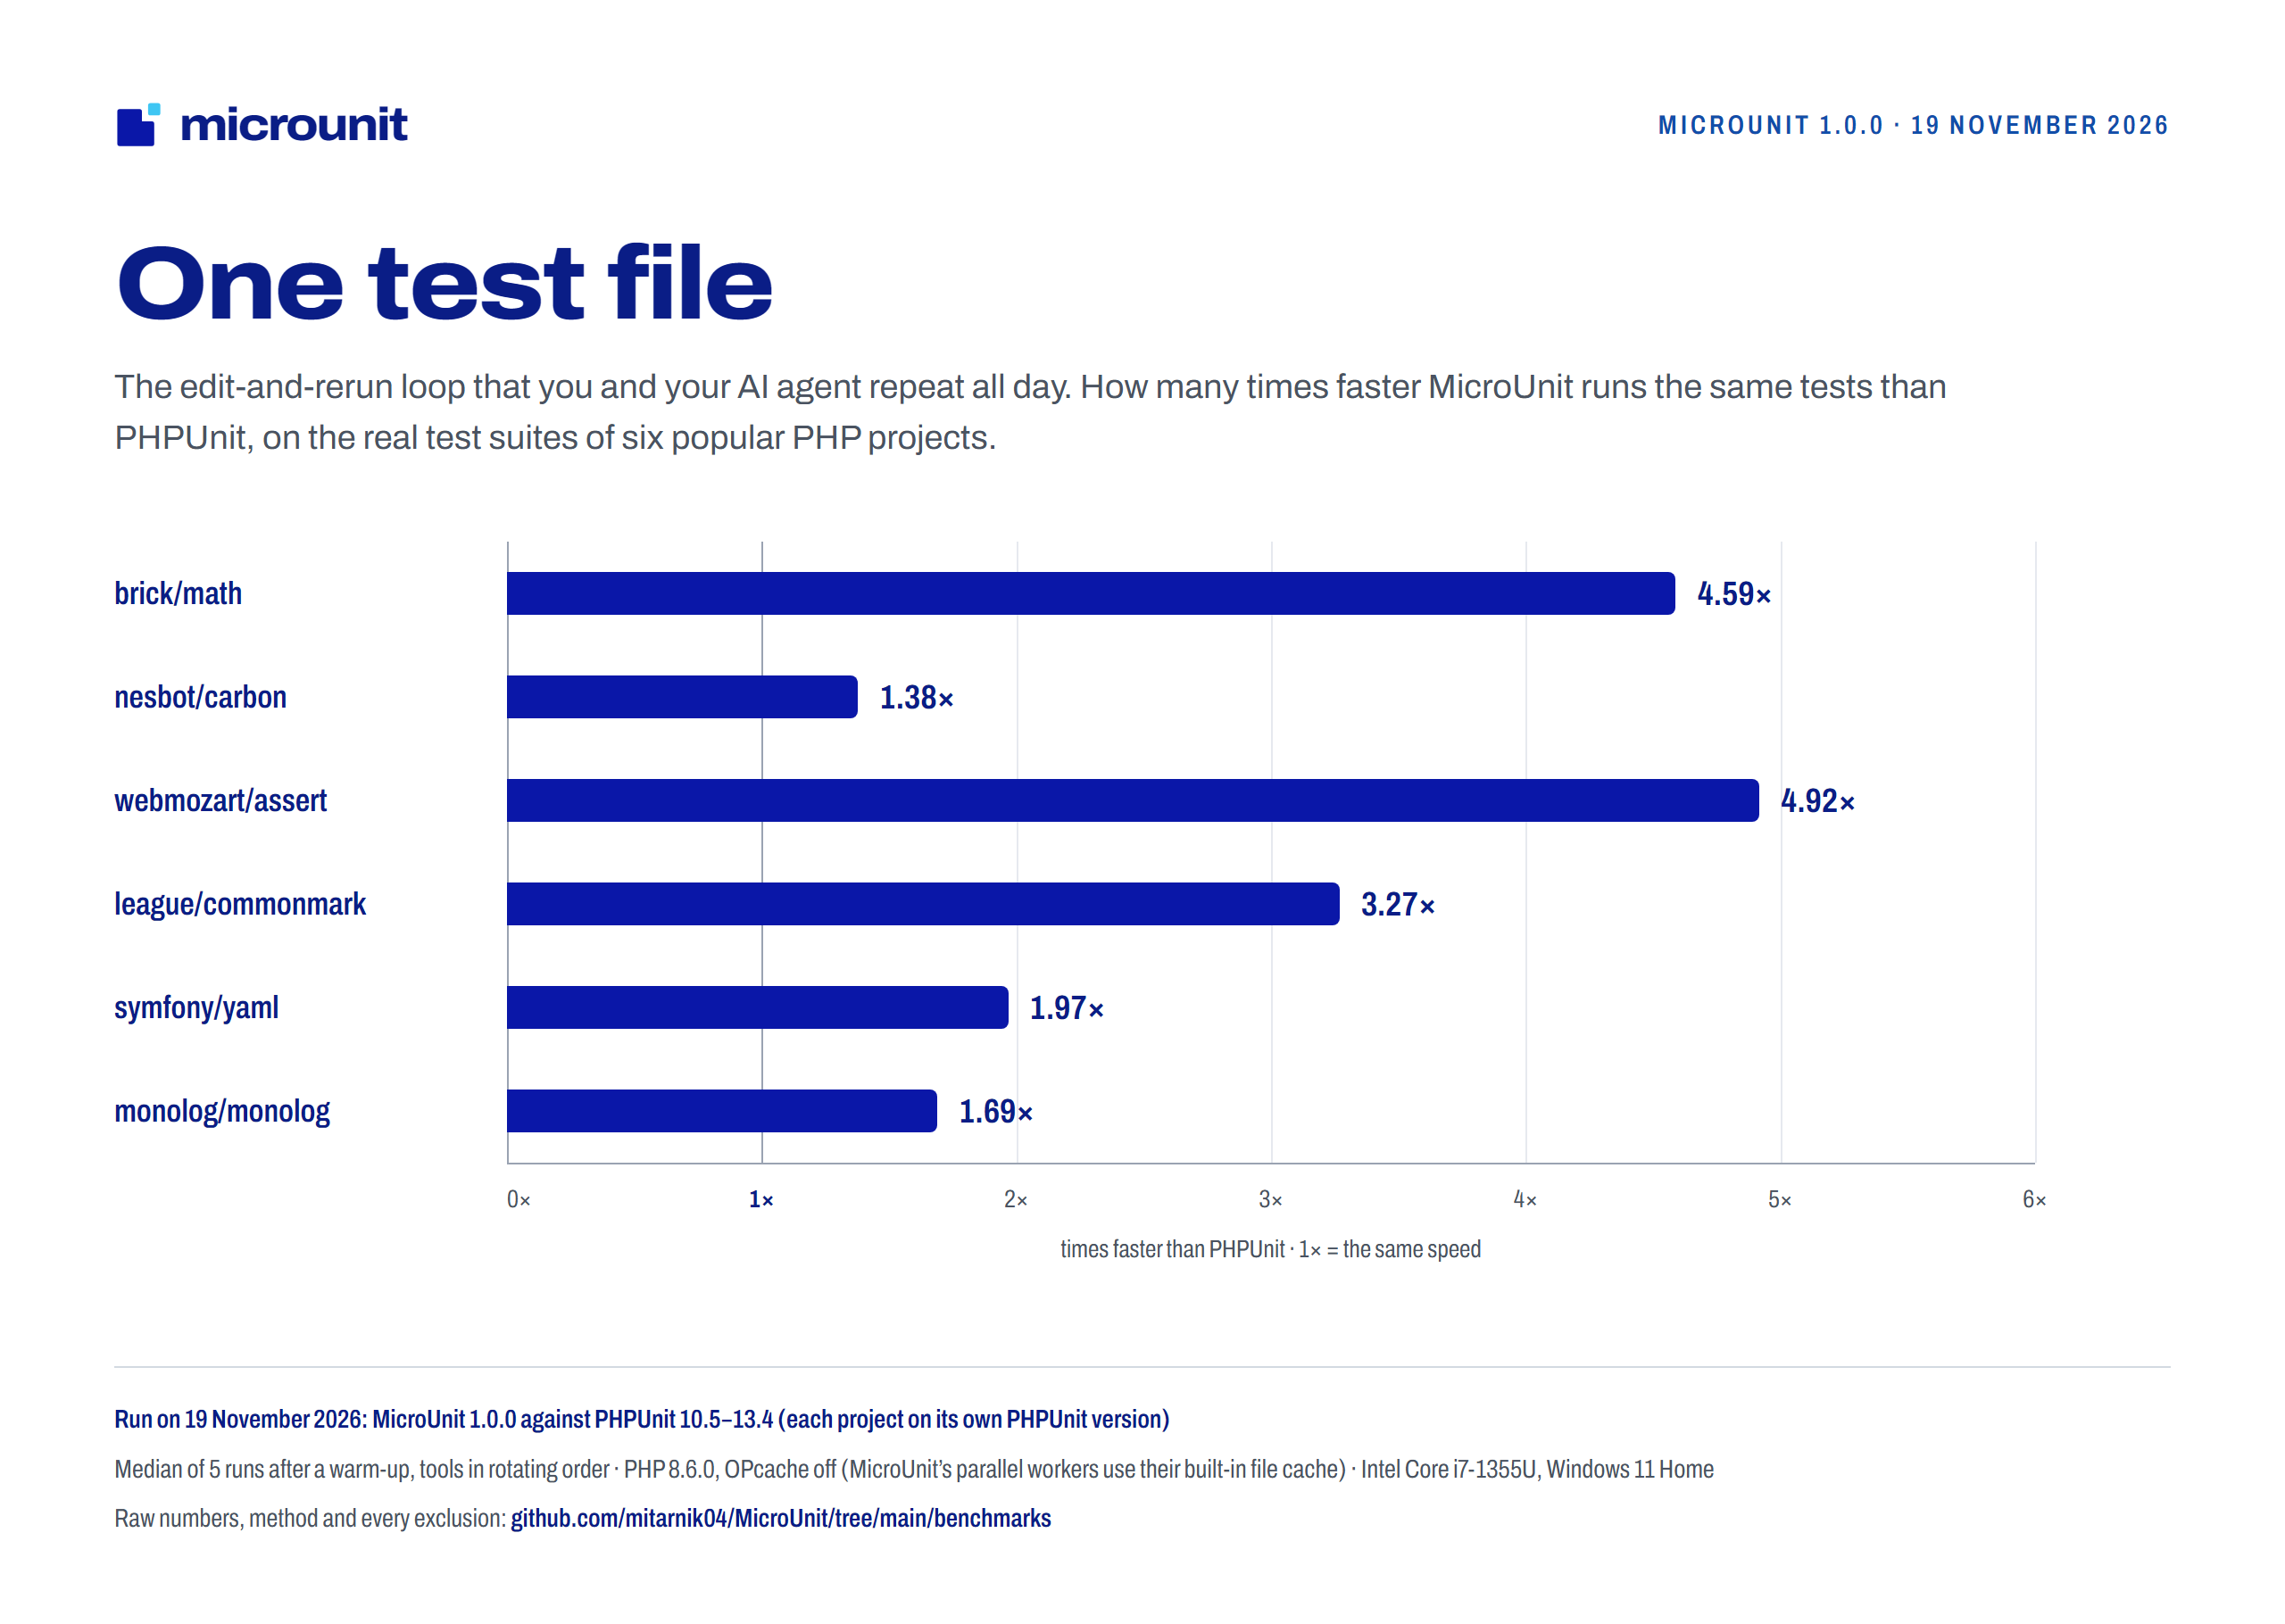 microunit
MICROUNIT 1.0.0 · 19 NOVEMBER 2026
One test file
The edit-and-rerun loop that you and your AI agent repeat all day. How many times faster MicroUnit runs the same tests than
PHPUnit, on the real test suites of six popular PHP projects.
brick/math 4.59×
nesbot/carbon 1.38×
webmozart/assert 4.92×
league/commonmark 3.27×
symfony/yaml 1.97×
monolog/monolog 1.69×
0× 1× 2× 3× 4× 5× 6×
times faster than PHPUnit · 1× = the same speed
Run on 19 November 2026: MicroUnit 1.0.0 against PHPUnit 10.5–13.4 (each project on its own PHPUnit version)
Median of 5 runs after a warm-up, tools in rotating order · PHP 8.6.0, OPcache off (MicroUnit’s parallel workers use their built-in file cache) · Intel Core i7-1355U, Windows 11 Home
Raw numbers, method and every exclusion: github.com/mitarnik04/MicroUnit/tree/main/benchmarks